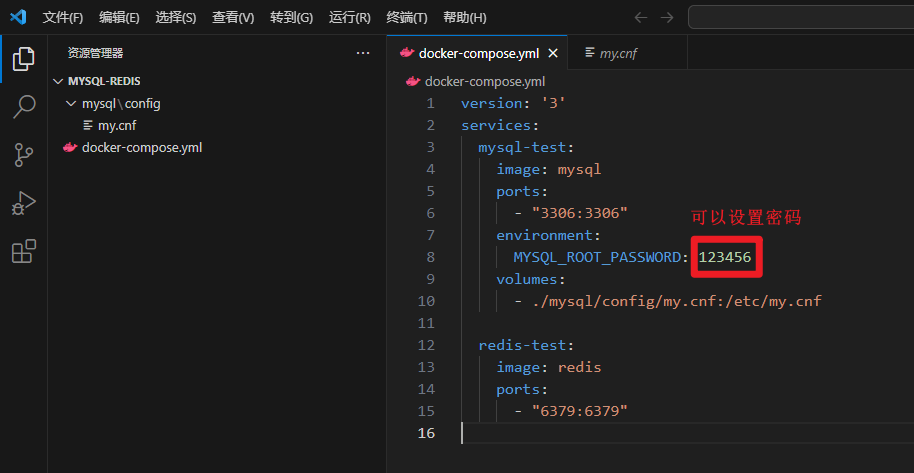 文件(F) 编辑(E) 选择(S) 查看(V) 转到(G) 运行(R) 终端(T) 帮助(H)
资源管理器 ...
MYSQL-REDIS
mysql\config
my.cnf
docker-compose.yml
docker-compose.yml my.cnf
docker-compose.yml
1 version: '3'
2 services:
3 mysql-test:
4 image: mysql
5 ports:
6 - "3306:3306"
可以设置密码
7 environment:
8 MYSQL_ROOT_PASSWORD: 123456
9 volumes:
10 - ./mysql/config/my.cnf:/etc/my.cnf
11
12 redis-test:
13 image: redis
14 ports:
15 - "6379:6379"
16